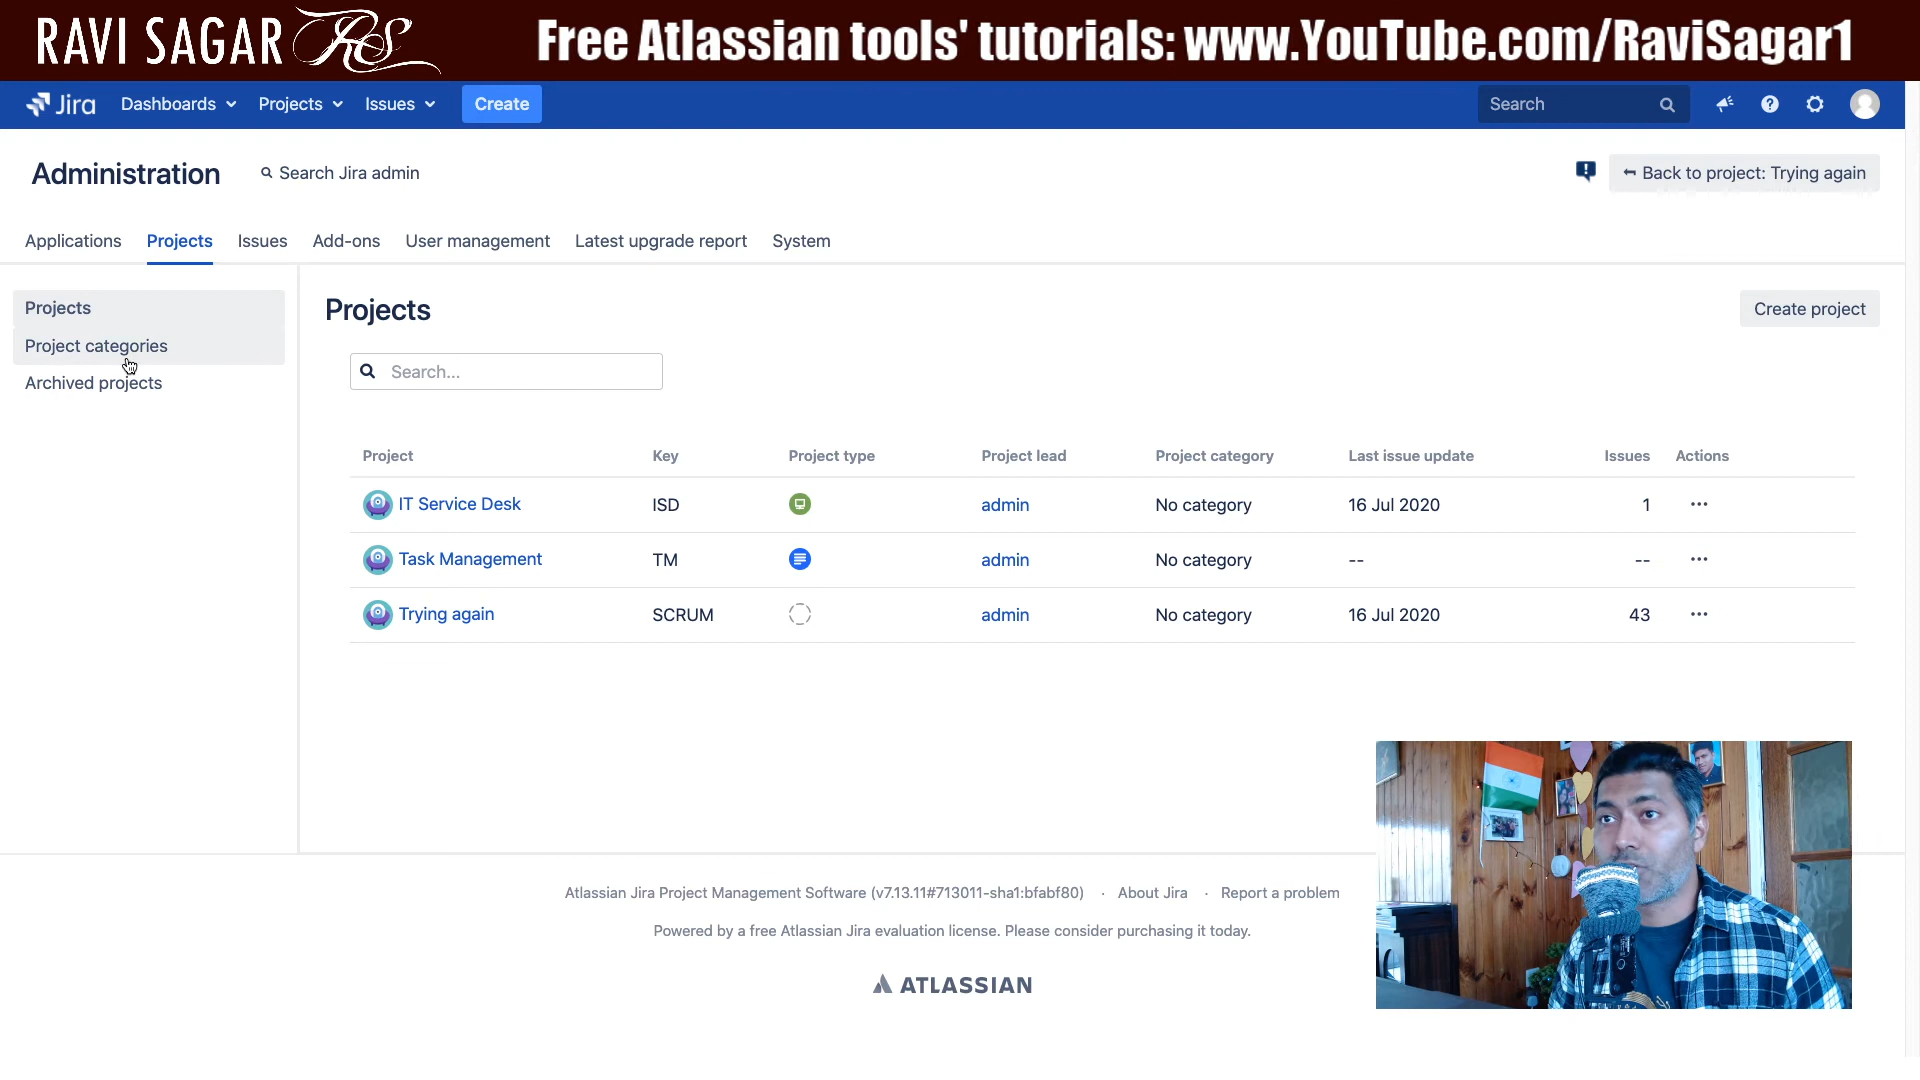 RAVI SAGAR RS Free Atlassian tools' tutorials: www.YouTube.com/RaviSagar1
Jira Dashboards Projects Issues Create Search
Administration Search Jira admin Back to project: Trying again
Applications Projects Issues Add-ons User management Latest upgrade report System
Projects
Project categories
Archived projects
Projects Create project
Search...
Project Key Project type Project lead Project category Last issue update Issues Actions
IT Service Desk ISD admin No category 16 Jul 2020 1 ···
Task Management TM admin No category -- -- ···
Trying again SCRUM admin No category 16 Jul 2020 43 ···
Atlassian Jira Project Management Software (v7.13.11#713011-sha1:bfabf80) · About Jira · Report a problem
Powered by a free Atlassian Jira evaluation license. Please consider purchasing it today.
ATLASSIAN